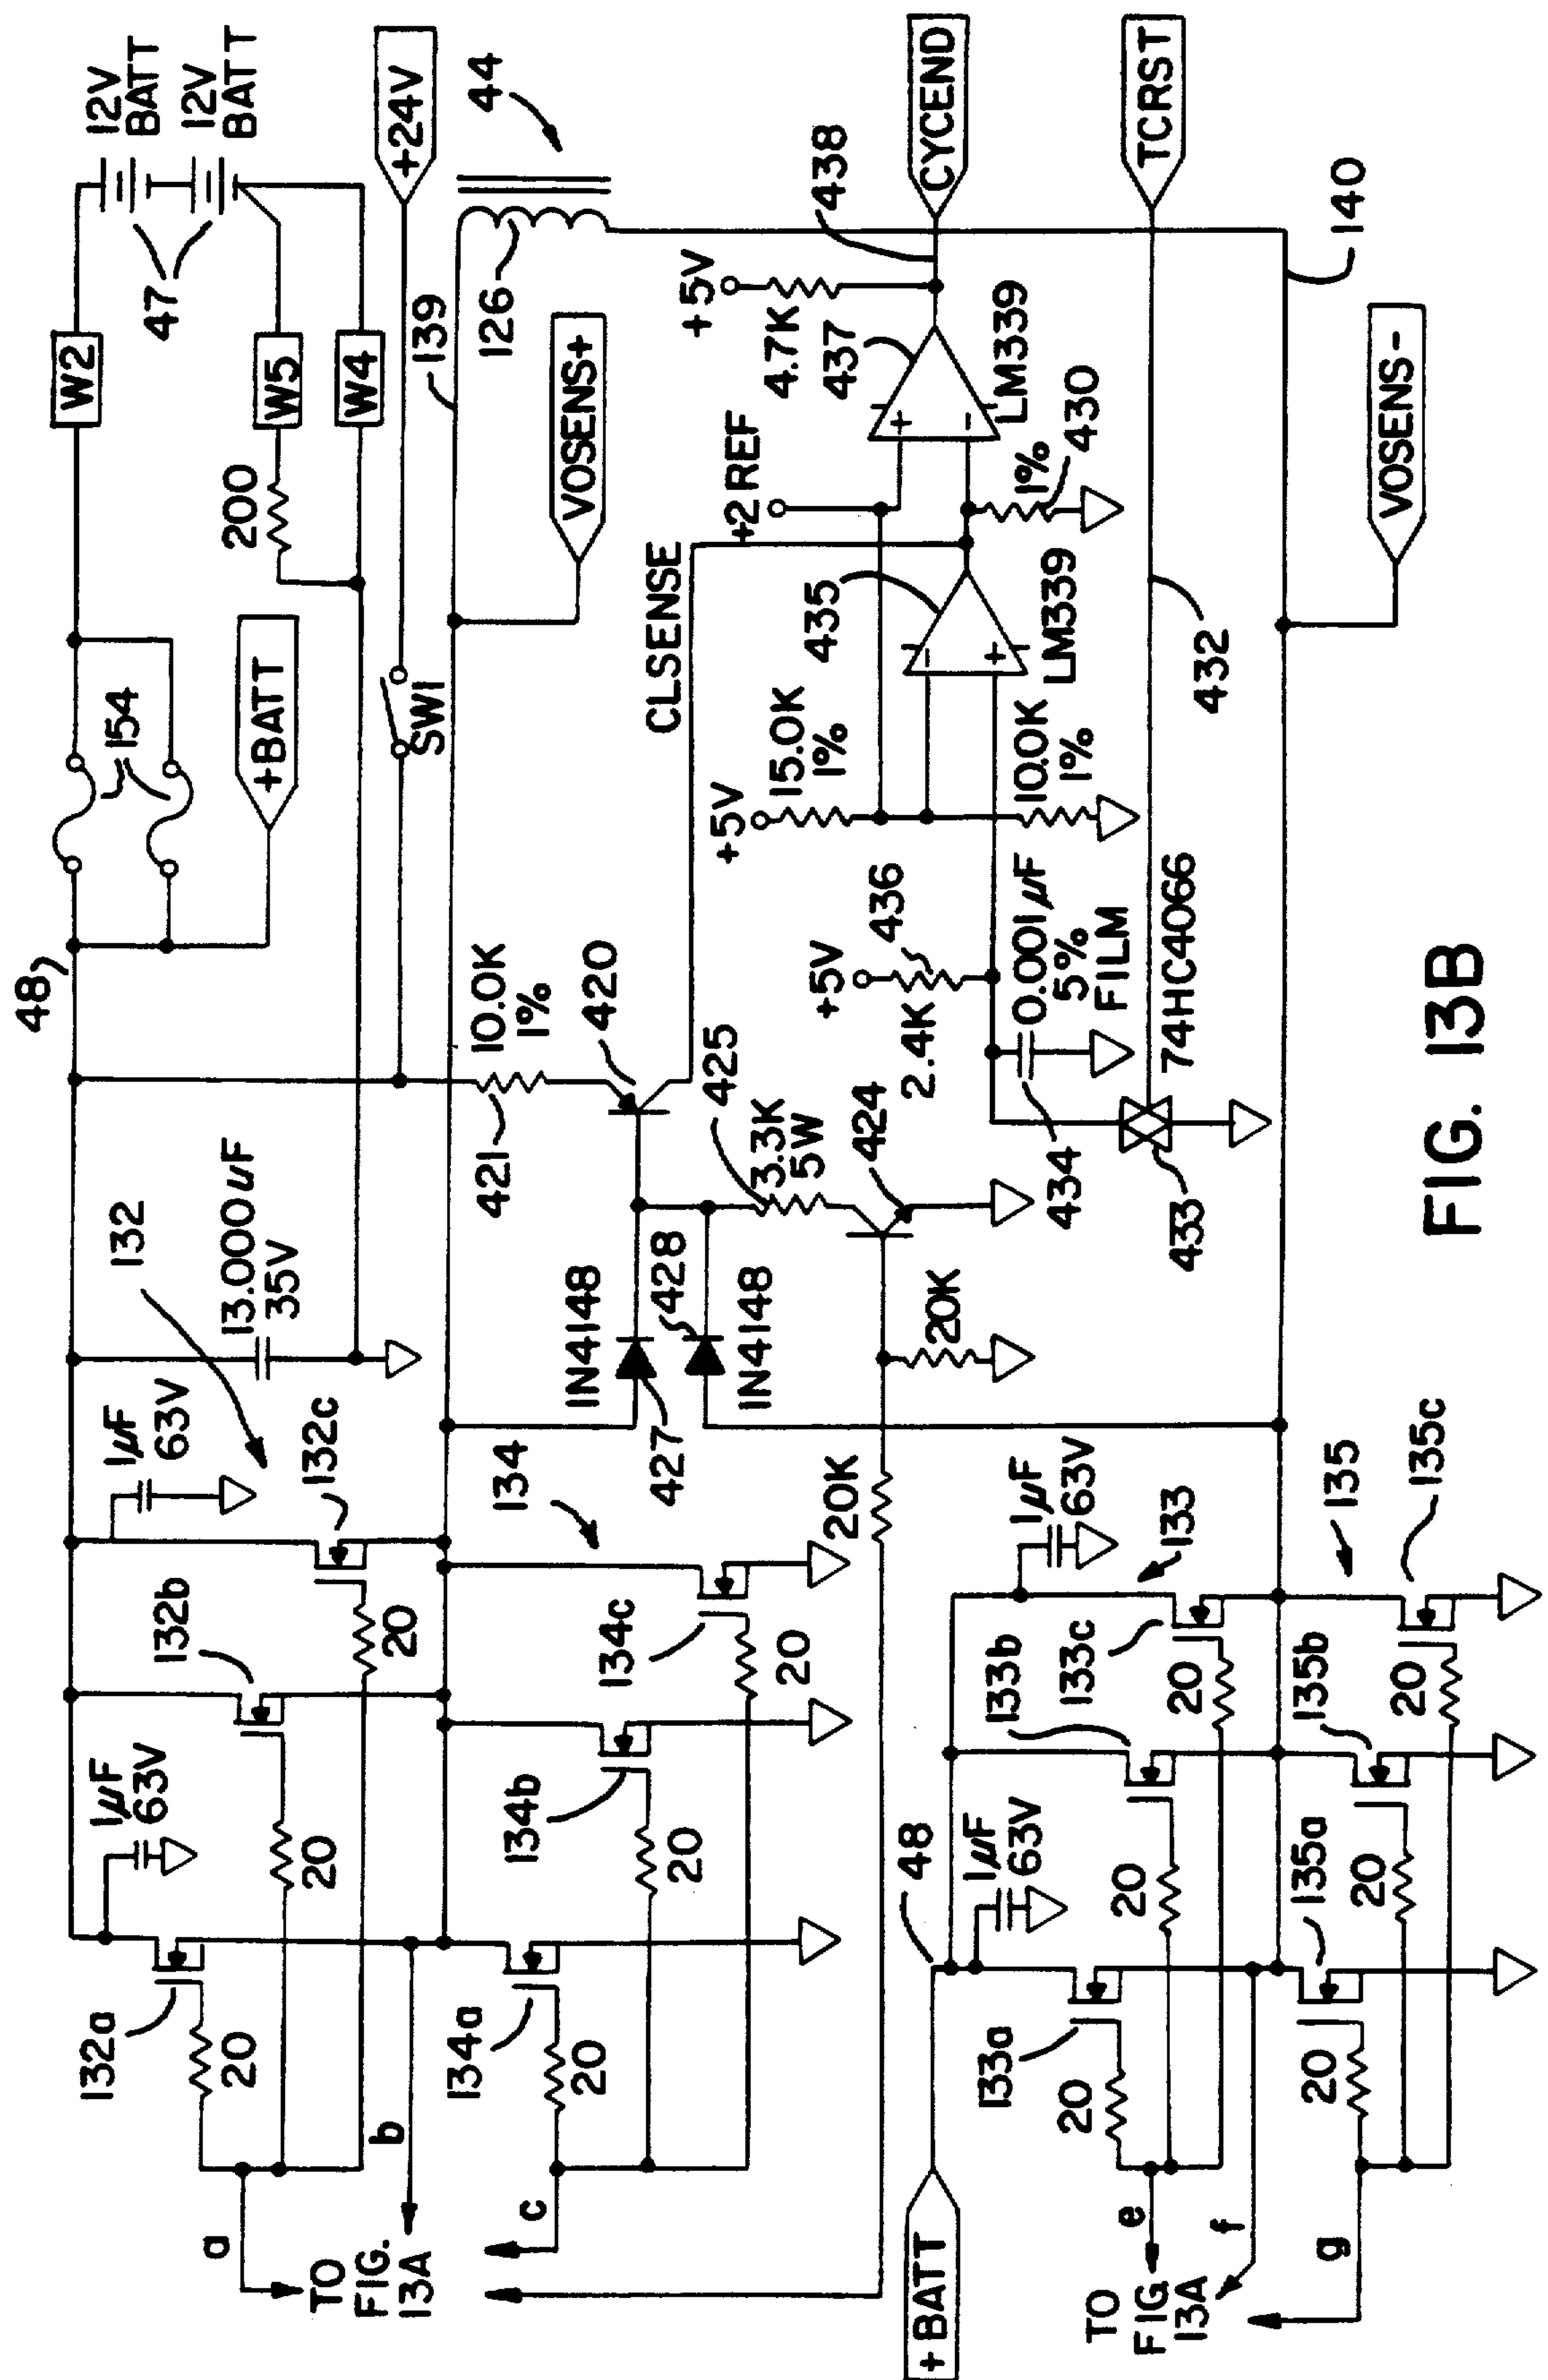 48
W2
12V
BATT
12V
BATT
47
154
+BATT
200
W5
W4
+24V
SW1
132
13.000uF
35V
1µF
63V
132c
132b
1µF
63V
132a
20
20
20
a
b
TO
FIG.
13A
c
139
44
126
VOSENS+
10.0K
1%
421
420
425
3.3K
5W
424
1N4148
427
428
1N4148
134
134c
134b
134a
20
20
20
20K
20K
CLSENSE
+2REF
+5V
4.7K
437
438
CYCEND
LM339
1%
430
435
LM339
+
-
-
+
+5V
15.0K
1%
10.0K
1%
+5V
436
2.4K
0.001µF
5%
FILM
434
74HC4066
433
432
TCRST
140
VOSENS-
+BATT
48
1µF
63V
1µF
63V
133
133a
133b
133c
20
20
20
135
135a
135b
135c
20
20
20
e
f
g
TO
FIG
13A
FIG. 13B